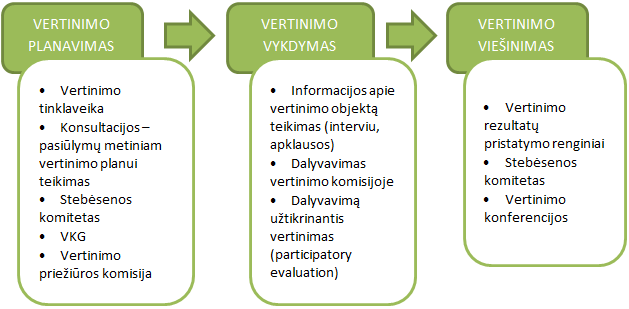 VERTINIMO
PLANAVIMAS
• Vertinimo
tinklaveika
• Konsultacijos –
pasiūlymų metiniam
vertinimo planui
teikimas
• Stebėsenos
komitetas
• VKG
• Vertinimo
priežiūros komisija
VERTINIMO
VYKDYMAS
• Informacijos apie
vertinimo objektą
teikimas (interviu,
apklausos)
• Dalyvavimas
vertinimo komisijoje
• Dalyvavimą
užtikrinantis
vertinimas
(participatory
evaluation)
VERTINIMO
VIEŠINIMAS
• Vertinimo
rezultatų
pristatymo renginiai
• Stebėsenos
komitetas
• Vertinimo
konferencijos